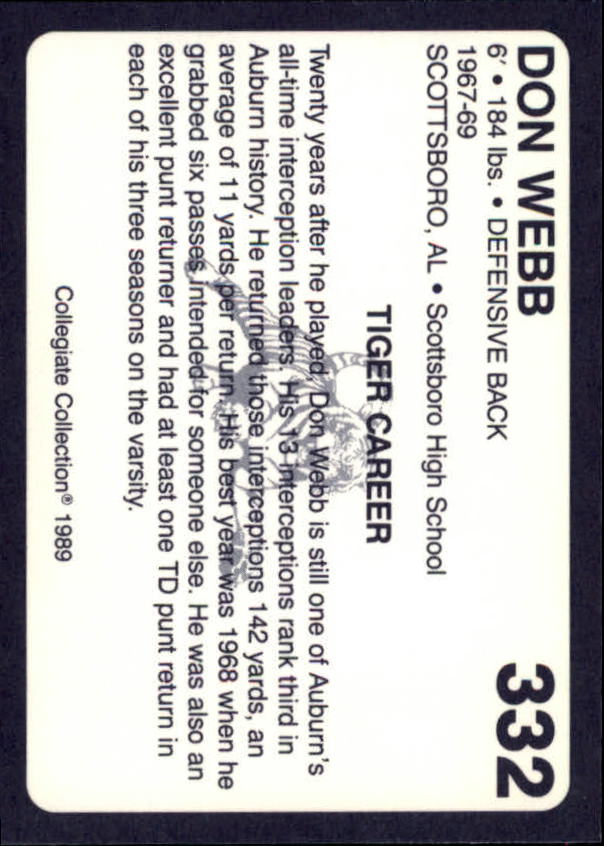 DON WEBB 332
6' • 184 lbs. • DEFENSIVE BACK
1967-69
SCOTTSBORO, AL • Scottsboro High School
TIGER CAREER
Twenty years after he played, Don Webb is still one of Auburn's
all-time interception leaders. His 13 interceptions rank third in
Auburn history. He returned those interceptions 142 yards, an
average of 11 yards per return. His best year was 1968 when he
grabbed six passes intended for someone else. He was also an
excellent punt returner and had at least one TD punt return in
each of his three seasons on the varsity.
Collegiate Collection® 1989